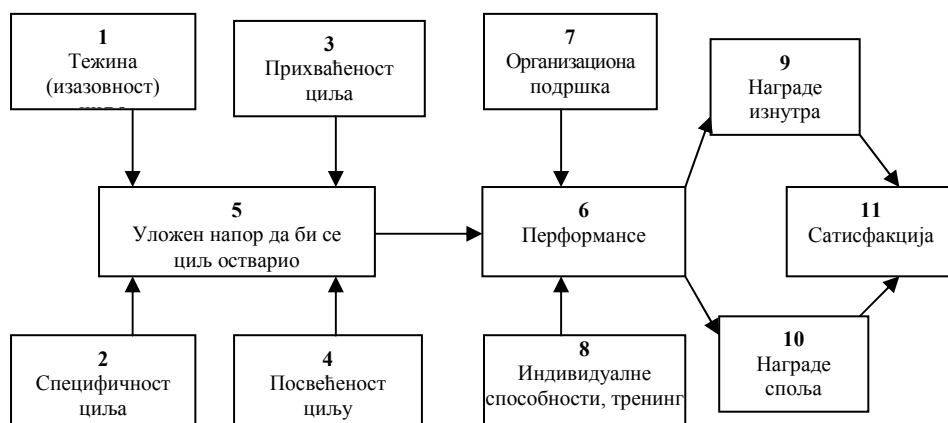 1
Тежина
(изазовност)
3
Прихваћеност
циља
7
Организациона
подршка
9
Награде
изнутра
5
Уложен напор да би се
циљ остварио
6
Перформансе
11
Сатисфакција
2
Специфичност
циља
4
Посвећеност
циљу
8
Индивидуалне
способности, тренинг
10
Награде
споља